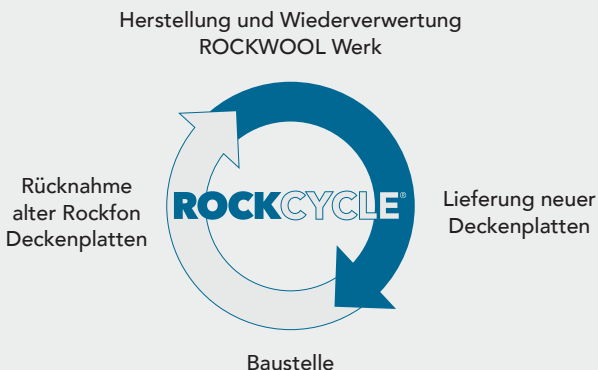 Herstellung und Wiederverwertung
ROCKWOOL Werk
Rücknahme
alter Rockfon
Deckenplatten
ROCKCYCLE®
Lieferung neuer
Deckenplatten
Baustelle